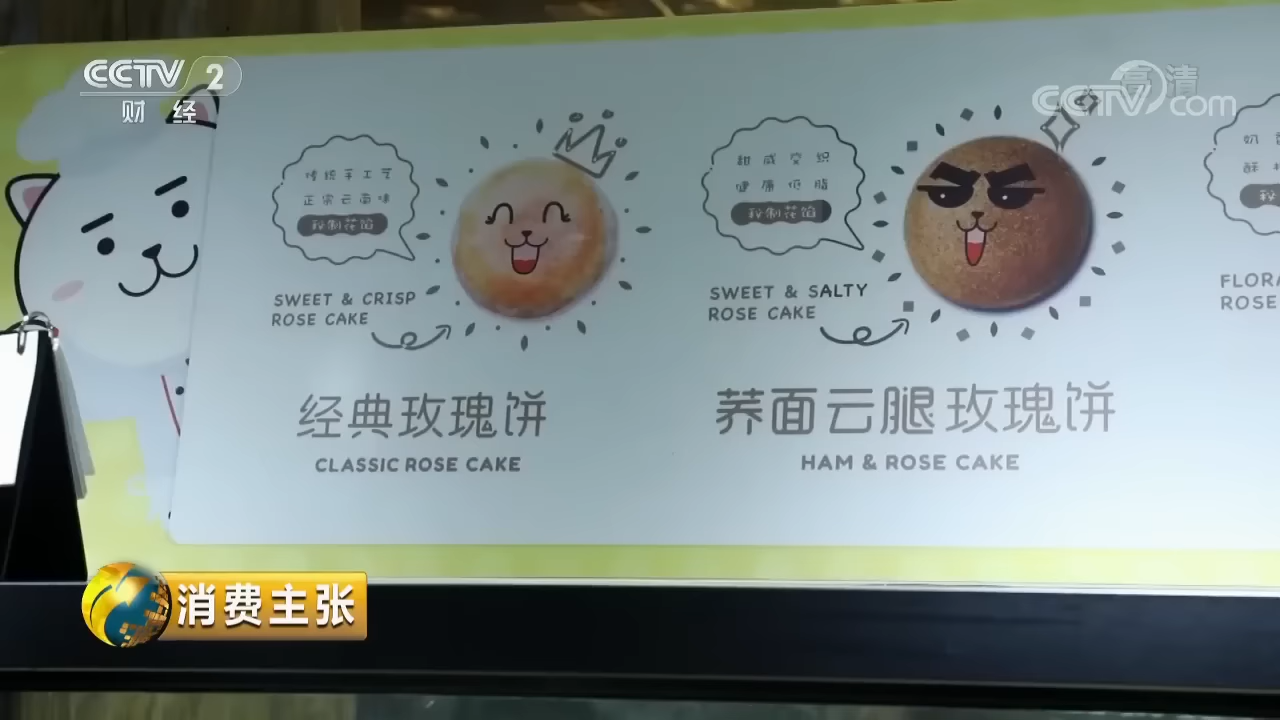 CCTV 2
财经
高清
CCTV.com
传统手工艺
正宗云南味
秘制花馅
SWEET & CRISP
ROSE CAKE
经典玫瑰饼
CLASSIC ROSE CAKE
甜咸交织
健康低脂
秘制花馅
SWEET & SALTY
ROSE CAKE
荞面云腿玫瑰饼
HAM & ROSE CAKE
FLORA
ROSE
消费主张